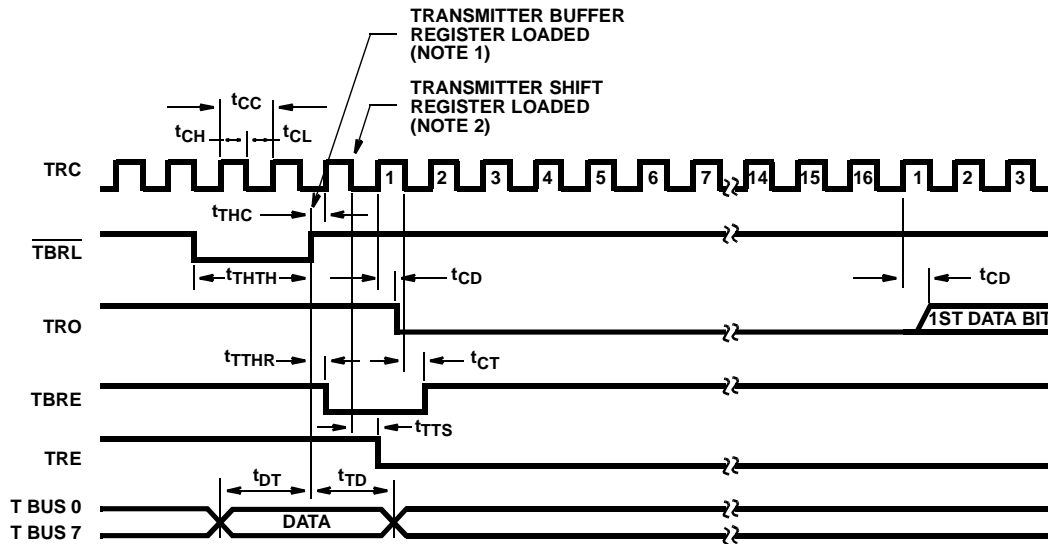 TRANSMITTER BUFFER
REGISTER LOADED
(NOTE 1)
TRANSMITTER SHIFT
REGISTER LOADED
(NOTE 2)
tCC
tCH
tCL
TRC
1 2 3 4 5 6 7 14 15 16 1 2 3
tTHC
TBRL
tTHTH
tCD
tCD
TRO
1ST DATA BIT
tTTHR
tCT
TBRE
tTTS
TRE
tDT
tTD
T BUS 0
DATA
T BUS 7